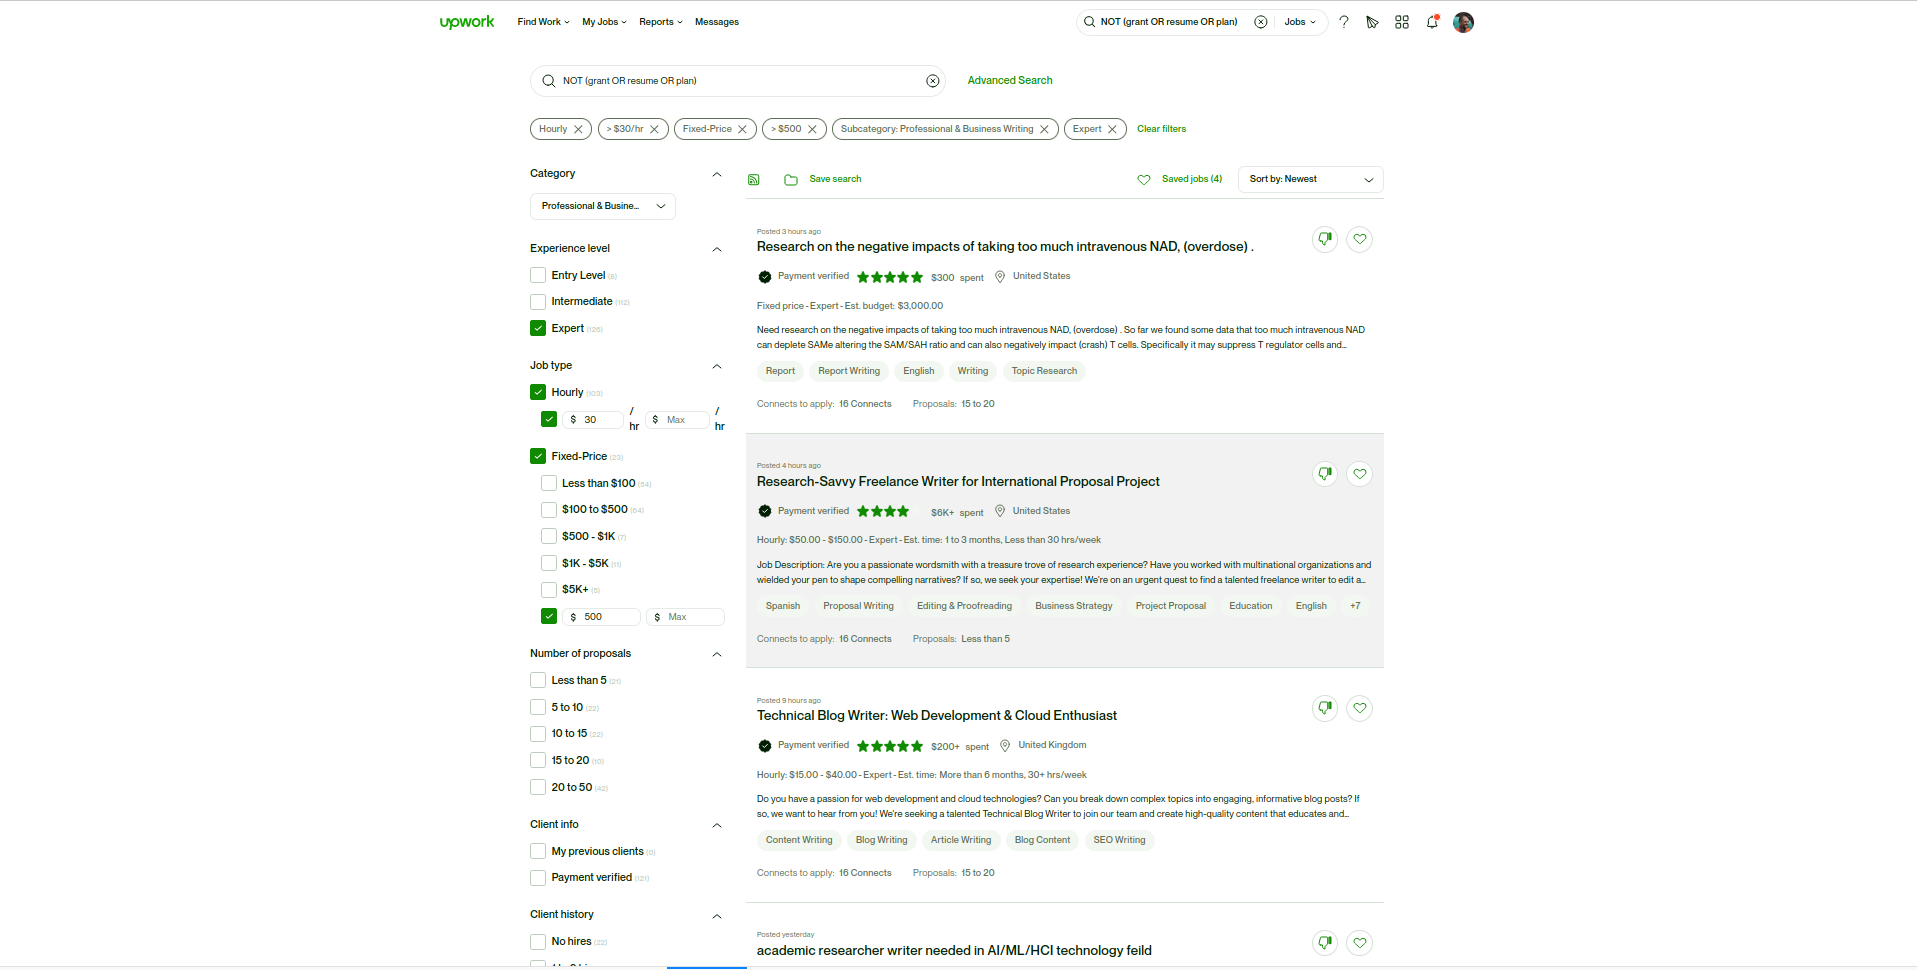 upwork Find Work My Jobs Reports Messages NOT (grant OR resume OR plan) Jobs
NOT (grant OR resume OR plan) Advanced Search
Hourly > $30/hr Fixed-Price > $500 Subcategory: Professional & Business Writing Expert Clear filters
Category
Professional & Busine...
Experience level
Entry Level (8)
Intermediate (112)
Expert (126)
Job type
Hourly (103)
$ 30 / hr $ Max / hr
Fixed-Price (23)
Less than $100 (54)
$100 to $500 (64)
$500 - $1K (7)
$1K - $5K (11)
$5K+ (5)
$ 500 $ Max
Number of proposals
Less than 5 (21)
5 to 10 (22)
10 to 15 (22)
15 to 20 (10)
20 to 50 (42)
Client info
My previous clients (0)
Payment verified (121)
Client history
No hires (22)
Save search Saved jobs (4) Sort by: Newest
Posted 3 hours ago
Research on the negative impacts of taking too much intravenous NAD, (overdose) .
Payment verified $300 spent United States
Fixed price - Expert - Est. budget: $3,000.00
Need research on the negative impacts of taking too much intravenous NAD, (overdose) . So far we found some data that too much intravenous NAD
can deplete SAMe altering the SAM/SAH ratio and can also negatively impact (crash) T cells. Specifically it may suppress T regulator cells and...
Report Report Writing English Writing Topic Research
Connects to apply: 16 Connects Proposals: 15 to 20
Posted 4 hours ago
Research-Savvy Freelance Writer for International Proposal Project
Payment verified $6K+ spent United States
Hourly: $50.00 - $150.00 - Expert - Est. time: 1 to 3 months, Less than 30 hrs/week
Job Description: Are you a passionate wordsmith with a treasure trove of research experience? Have you worked with multinational organizations and
wielded your pen to shape compelling narratives? If so, we seek your expertise! We're on an urgent quest to find a talented freelance writer to edit a...
Spanish Proposal Writing Editing & Proofreading Business Strategy Project Proposal Education English +7
Connects to apply: 16 Connects Proposals: Less than 5
Posted 9 hours ago
Technical Blog Writer: Web Development & Cloud Enthusiast
Payment verified $200+ spent United Kingdom
Hourly: $15.00 - $40.00 - Expert - Est. time: More than 6 months, 30+ hrs/week
Do you have a passion for web development and cloud technologies? Can you break down complex topics into engaging, informative blog posts? If
so, we want to hear from you! We're seeking a talented Technical Blog Writer to join our team and create high-quality content that educates and...
Content Writing Blog Writing Article Writing Blog Content SEO Writing
Connects to apply: 16 Connects Proposals: 15 to 20
Posted yesterday
academic researcher writer needed in AI/ML/HCI technology feild